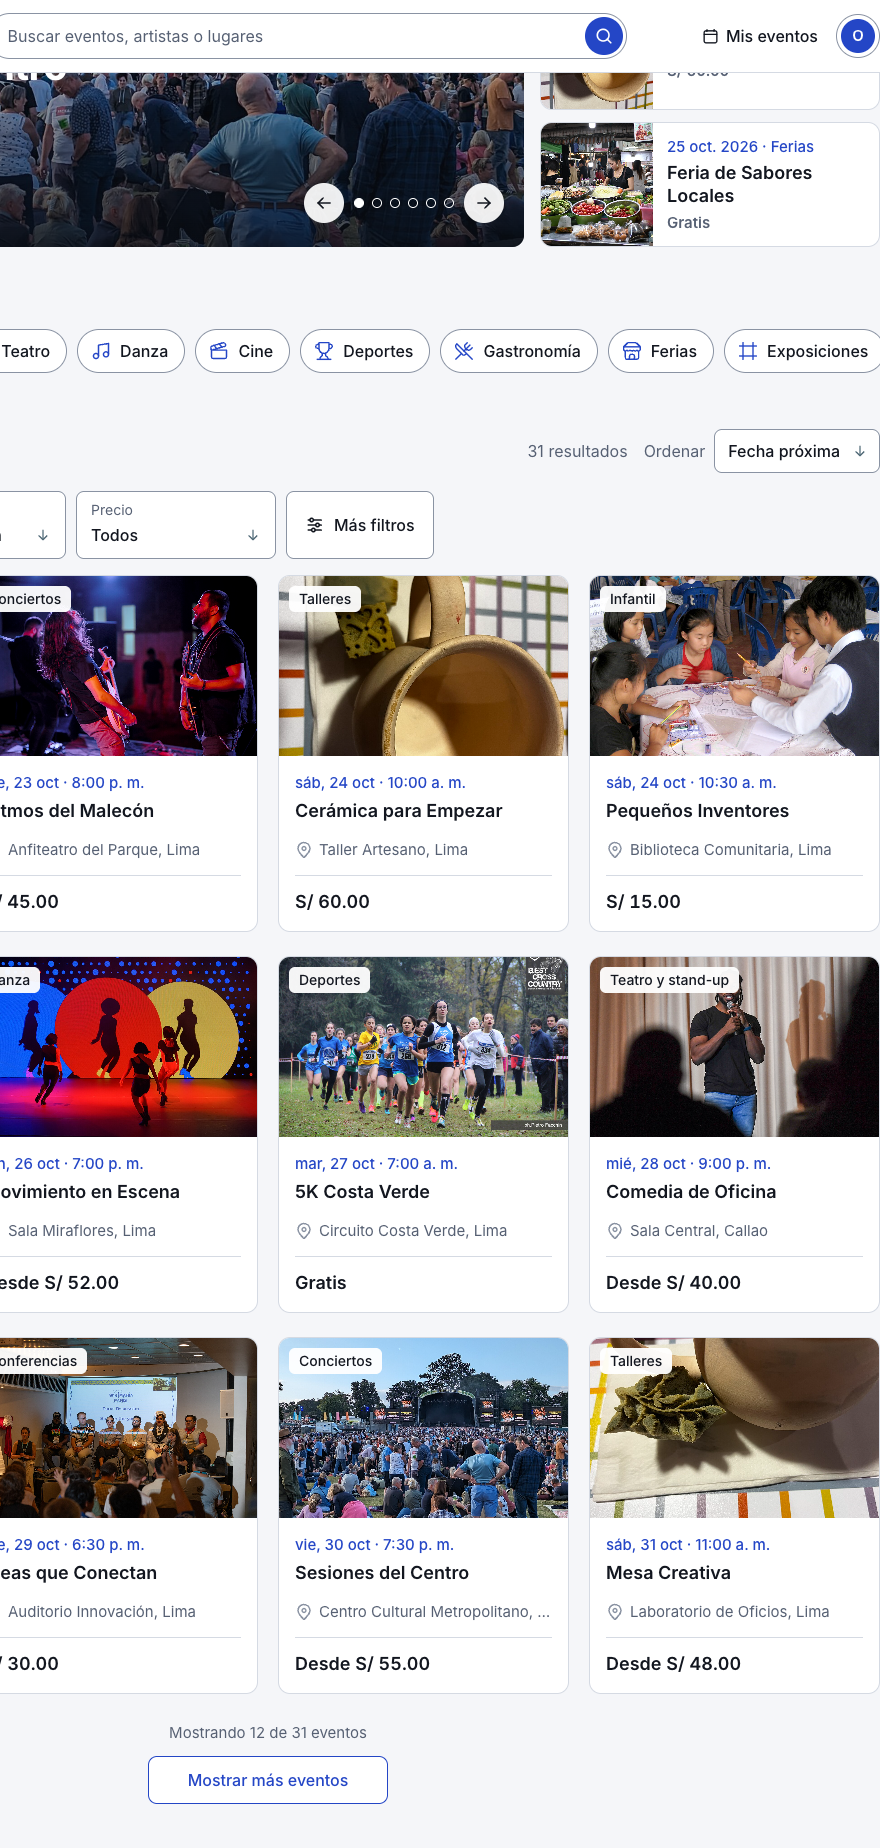 Buscar eventos, artistas o lugares
Mis eventos
O
25 oct. 2026 · Ferias
Feria de Sabores
Locales
Gratis
Teatro
Danza
Cine
Deportes
Gastronomía
Ferias
Exposiciones
31 resultados
Ordenar
Fecha próxima
Precio
Todos
Más filtros
onciertos
Talleres
Infantil
e, 23 oct · 8:00 p. m.
tmos del Malecón
Anfiteatro del Parque, Lima
/ 45.00
sáb, 24 oct · 10:00 a. m.
Cerámica para Empezar
Taller Artesano, Lima
S/ 60.00
sáb, 24 oct · 10:30 a. m.
Pequeños Inventores
Biblioteca Comunitaria, Lima
S/ 15.00
anza
Deportes
BEST
CROSS
COUNTRY
Teatro y stand-up
n, 26 oct · 7:00 p. m.
ovimiento en Escena
Sala Miraflores, Lima
esde S/ 52.00
mar, 27 oct · 7:00 a. m.
5K Costa Verde
Circuito Costa Verde, Lima
Gratis
mié, 28 oct · 9:00 p. m.
Comedia de Oficina
Sala Central, Callao
Desde S/ 40.00
onferencias
Conciertos
Talleres
e, 29 oct · 6:30 p. m.
eas que Conectan
Auditorio Innovación, Lima
/ 30.00
vie, 30 oct · 7:30 p. m.
Sesiones del Centro
Centro Cultural Metropolitano, ...
Desde S/ 55.00
sáb, 31 oct · 11:00 a. m.
Mesa Creativa
Laboratorio de Oficios, Lima
Desde S/ 48.00
Mostrando 12 de 31 eventos
Mostrar más eventos